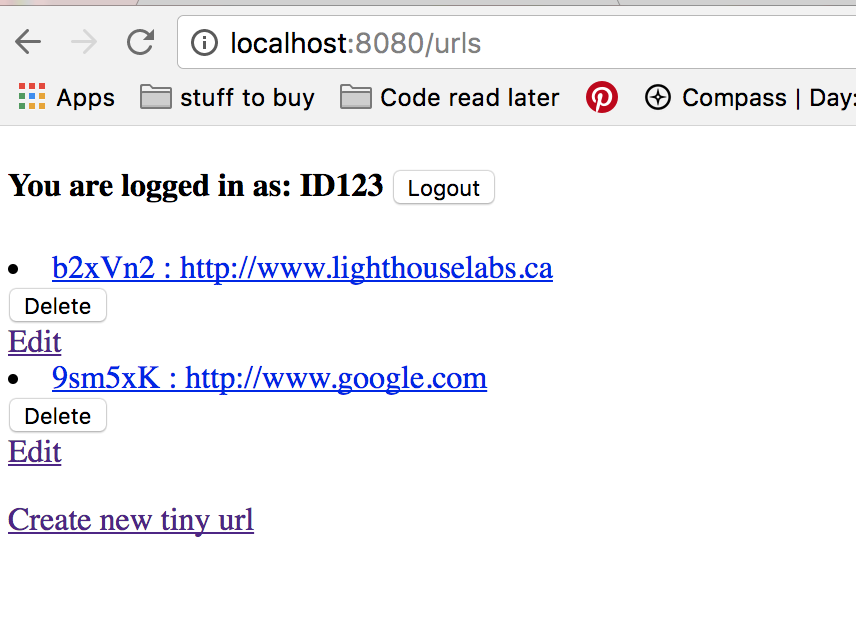 localhost:8080/urls
Apps stuff to buy Code read later Compass | Day:
You are logged in as: ID123 Logout
b2xVn2 : http://www.lighthouselabs.ca
Delete
Edit
9sm5xK : http://www.google.com
Delete
Edit
Create new tiny url